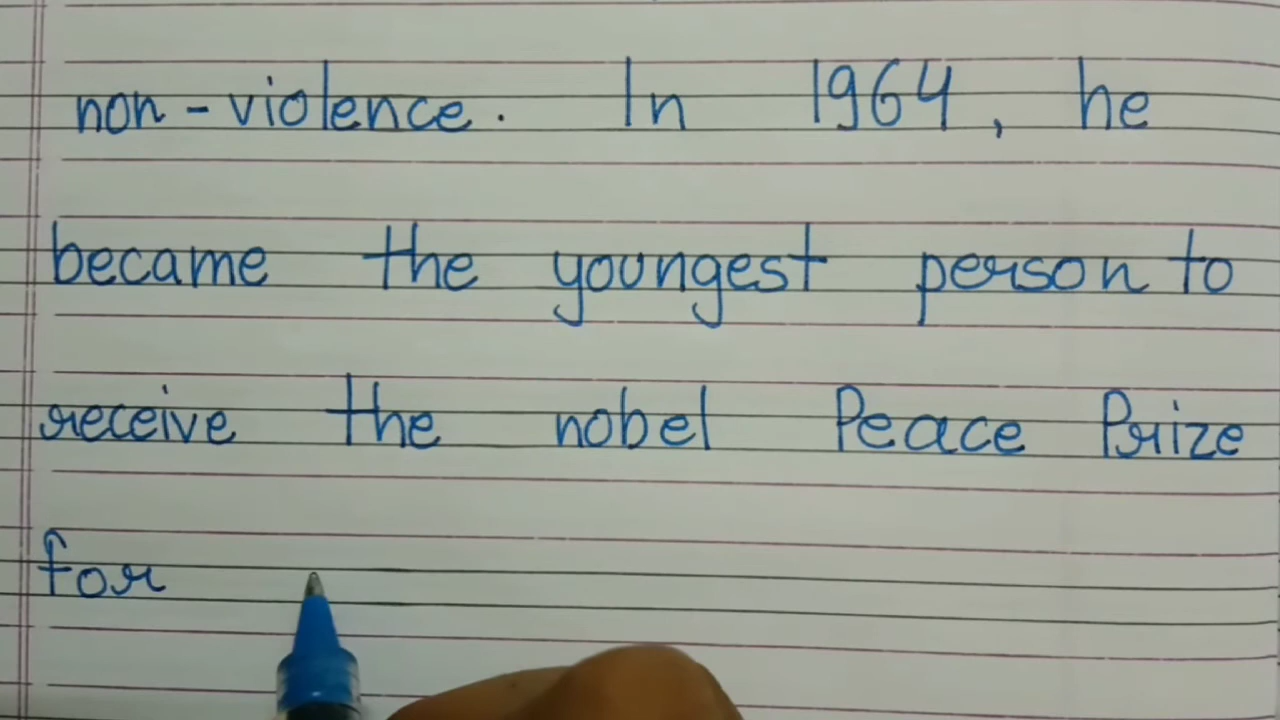 non-violence. In 1964, he
became the youngest person to
receive the nobel Peace Prize
for